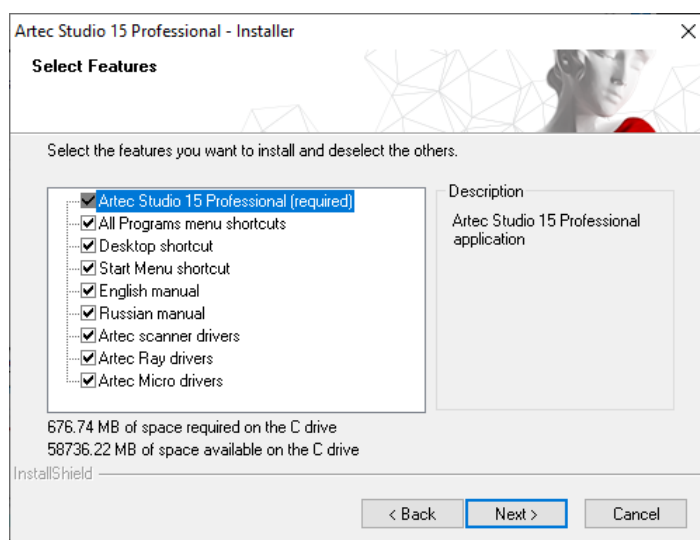 Artec Studio 15 Professional - Installer
Select Features
Select the features you want to install and deselect the others.
Artec Studio 15 Professional (required)
All Programs menu shortcuts
Desktop shortcut
Start Menu shortcut
English manual
Russian manual
Artec scanner drivers
Artec Ray drivers
Artec Micro drivers
Description
Artec Studio 15 Professional
application
676.74 MB of space required on the C drive
58736.22 MB of space available on the C drive
InstallShield
< Back
Next >
Cancel